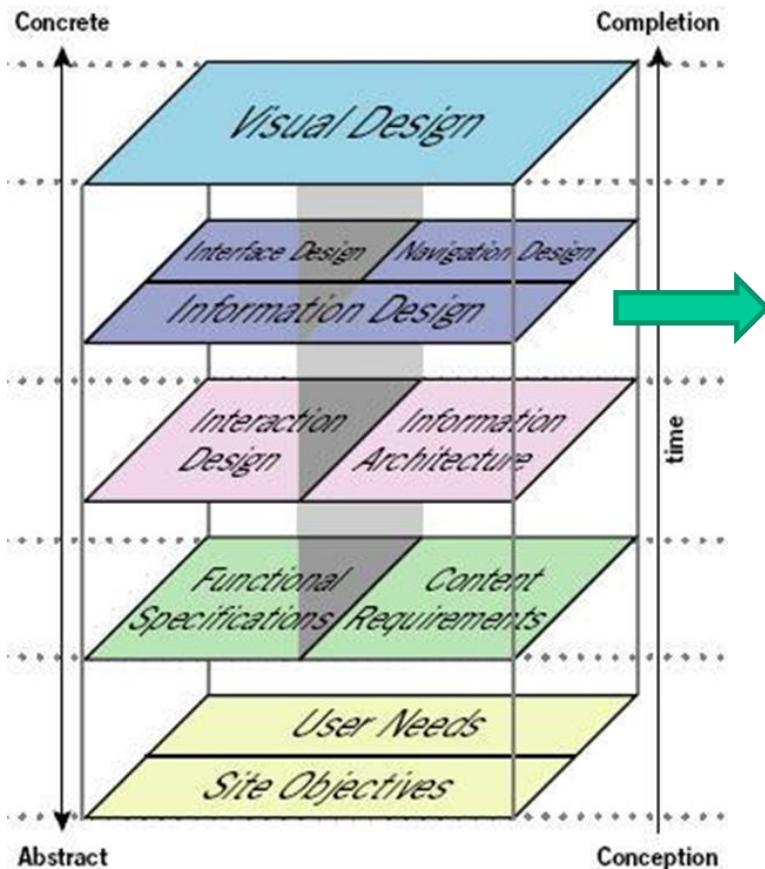 Concrete
Completion
Visual Design
Interface Design
Navigation Design
Information Design
Interaction
Design
Information
Architecture
time
Functional
Specifications
Content
Requirements
User Needs
Site Objectives
Abstract
Conception